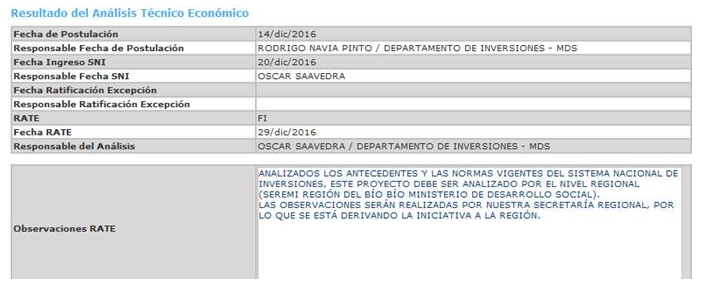 Resultado del Análisis Técnico Económico
Fecha de Postulación 14/dic/2016
Responsable Fecha de Postulación RODRIGO NAVIA PINTO / DEPARTAMENTO DE INVERSIONES - MDS
Fecha Ingreso SNI 20/dic/2016
Responsable Fecha SNI OSCAR SAAVEDRA
Fecha Ratificación Excepción
Responsable Ratificación Excepción
RATE FI
Fecha RATE 29/dic/2016
Responsable del Análisis OSCAR SAAVEDRA / DEPARTAMENTO DE INVERSIONES - MDS
Observaciones RATE
ANALIZADOS LOS ANTECEDENTES Y LAS NORMAS VIGENTES DEL SISTEMA NACIONAL DE
INVERSIONES, ESTE PROYECTO DEBE SER ANALIZADO POR EL NIVEL REGIONAL
(SEREMI REGIÓN DEL BÍO BÍO MINISTERIO DE DESARROLLO SOCIAL).
LAS OBSERVACIONES SERÁN REALIZADAS POR NUESTRA SECRETARÍA REGIONAL, POR
LO QUE SE ESTÁ DERIVANDO LA INICIATIVA A LA REGIÓN.